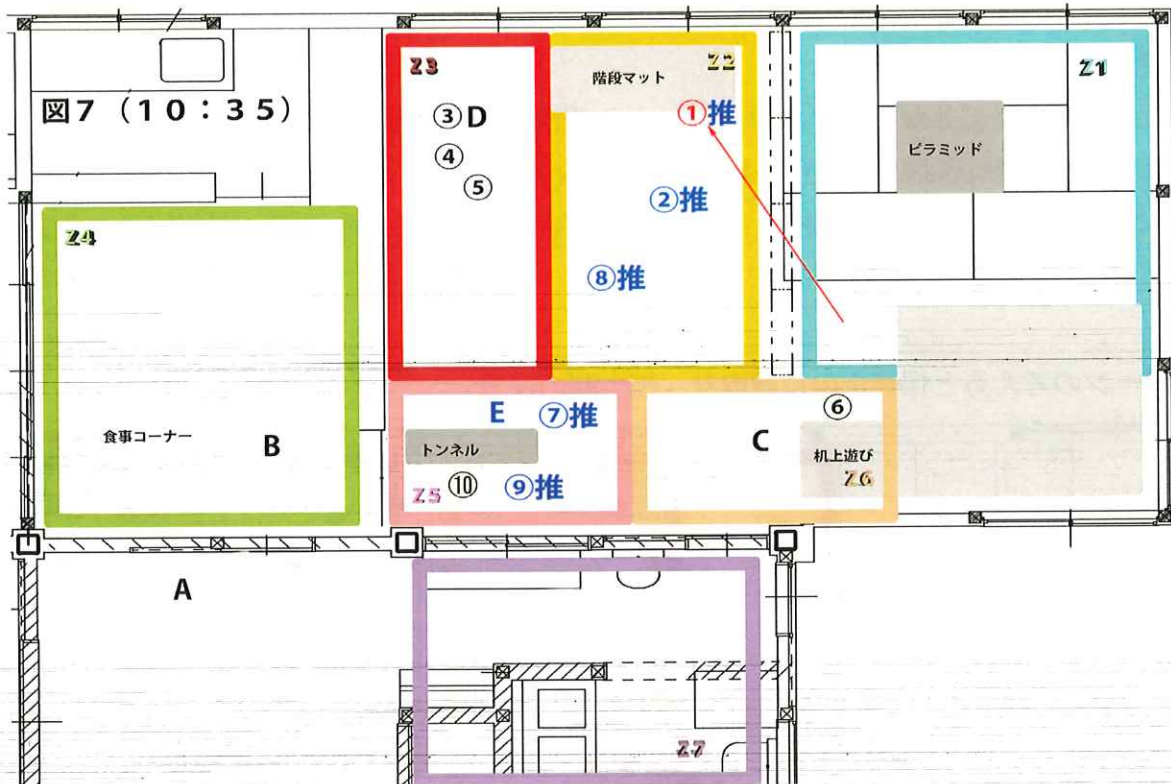 図7（10：35）
Z3
③D
④
⑤
階段マット
Z2
①推
②推
⑧推
Z1
ピラミッド
Z4
食事コーナー
B
E
⑦推
トンネル
Z5
⑩
⑨推
C
⑥
机上遊び
Z6
A
Z7